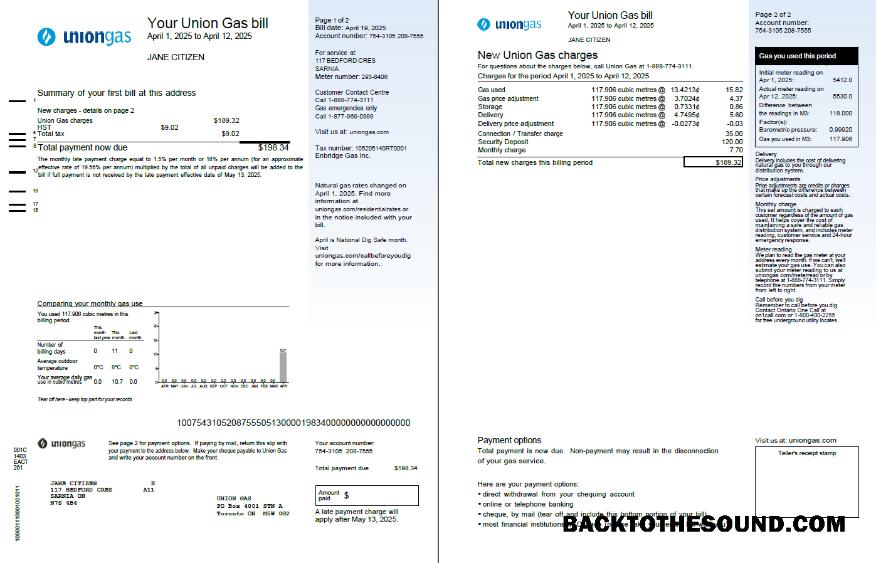 uniongas
Your Union Gas bill
April 1, 2025 to April 12, 2025
JANE CITIZEN
Page 1 of 2
Bill date: April 19, 2025
Account number: 754-3105 208-7555
For service at:
117 BEDFORD CRES
SARNIA
Meter number: 293-8406
Customer Contact Centre
Call 1-888-774-3111
Gas emergencies only
Call 1-877-969-0999
Visit us at: uniongas.com
Tax number: 105205140RT0001
Enbridge Gas Inc.
Natural gas rates changed on
April 1, 2025. Find more
information at
uniongas.com/residentialrates or
in the notice included with your
bill.
April is National Dig Safe month.
Visit
uniongas.com/callbeforeyoudig
for more information.
Summary of your first bill at this address
New charges - details on page 2
Union Gas charges $189.32
HST $9.02
Total tax $9.02
Total payment now due $198.34
The monthly late payment charge equal to 1.5% per month or 18% per annum (for an approximate
effective rate of 19.56% per annum) multiplied by the total of all unpaid charges will be added to the
bill if full payment is not received by the late payment effective date of May 13, 2025.
Comparing your monthly gas use
You used 117.906 cubic metres in this
billing period.
This month last year This month Last month
Number of billing days 0 11 0
Average outdoor temperature 0°C 8°C 0°C
Your average daily gas use in cubic metres 0.0 10.7 0.0
APR MAY JUN JUL AUG SEP OCT NOV DEC JAN FEB MAR APR
Tear off here - keep top part for your records
uniongas
See page 2 for payment options. If paying by mail, return this slip with
your payment to the address below. Make your cheque payable to Union Gas
and write your account number on the front.
Your account number:
754-3105 208-7555
Total payment due $198.34
Amount paid $
A late payment charge will
apply after May 13, 2025.
001C
1403
EACT
261
JANE CITIZEN H
117 BEDFORD CRES A11
SARNIA ON
N7S 4B4
UNION GAS
PO Box 4001 STN A
Toronto ON M5W 0G2
uniongas
Your Union Gas bill
April 1, 2025 to April 12, 2025
JANE CITIZEN
Page 2 of 2
Account number:
754-3105 208-7555
New Union Gas charges
For questions about the charges below, call Union Gas at 1-888-774-3111.
Charges for the period April 1, 2025 to April 12, 2025
Gas used 117.906 cubic metres @ 13.4213¢ 15.82
Gas price adjustment 117.906 cubic metres @ 3.7024¢ 4.37
Storage 117.906 cubic metres @ 0.7331¢ 0.86
Delivery 117.906 cubic metres @ 4.7495¢ 5.60
Delivery price adjustment 117.906 cubic metres @ -0.0273¢ -0.03
Connection / Transfer charge 35.00
Security Deposit 120.00
Monthly charge 7.70
Total new charges this billing period $189.32
Gas you used this period
Initial meter reading on
Apr 1, 2025: 5412.0
Actual meter reading on
Apr 12, 2025: 5530.0
Difference between
the readings in M3: 118.000
Factor(s):
Barometric pressure: 0.99920
Gas you used in M3: 117.906
Delivery
Delivery includes the cost of delivering
natural gas to you through our
distribution system.
Price adjustments
Price adjustments are credits or charges
that make up the difference between
certain forecast costs and actual costs.
Monthly charge
This set amount is charged to each
customer regardless of the amount of gas
used. It helps cover the cost of
maintaining a safe and reliable gas
distribution system, and includes meter
reading, customer service and 24-hour
emergency response.
Meter reading
We plan to read the gas meter at your
address every month. If we can't, we'll
estimate your gas use. You can also
submit your meter reading to us at
uniongas.com/meterread or by
telephone at 1-888-774-3111. Simply
record the numbers from your meter
from left to right.
Call before you dig
Remember to call before you dig.
Contact Ontario One Call at
on1call.com or 1-800-400-2255
for free underground utility locates.
Payment options
Total payment is now due. Non-payment may result in the disconnection
of your gas service.
Here are your payment options:
• direct withdrawal from your chequing account
• online or telephone banking
• cheque, by mail (tear off and include this bottom portion of your bill)
• most financial institutions
Visit us at: uniongas.com
Teller's receipt stamp
BACKTOTHESOUND.COM